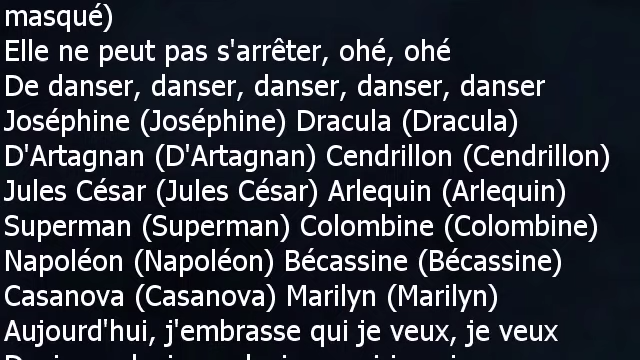 masqué)
Elle ne peut pas s'arrêter, ohé, ohé
De danser, danser, danser, danser, danser
Joséphine (Joséphine) Dracula (Dracula)
D'Artagnan (D'Artagnan) Cendrillon (Cendrillon)
Jules César (Jules César) Arlequin (Arlequin)
Superman (Superman) Colombine (Colombine)
Napoléon (Napoléon) Bécassine (Bécassine)
Casanova (Casanova) Marilyn (Marilyn)
Aujourd'hui, j'embrasse qui je veux, je veux